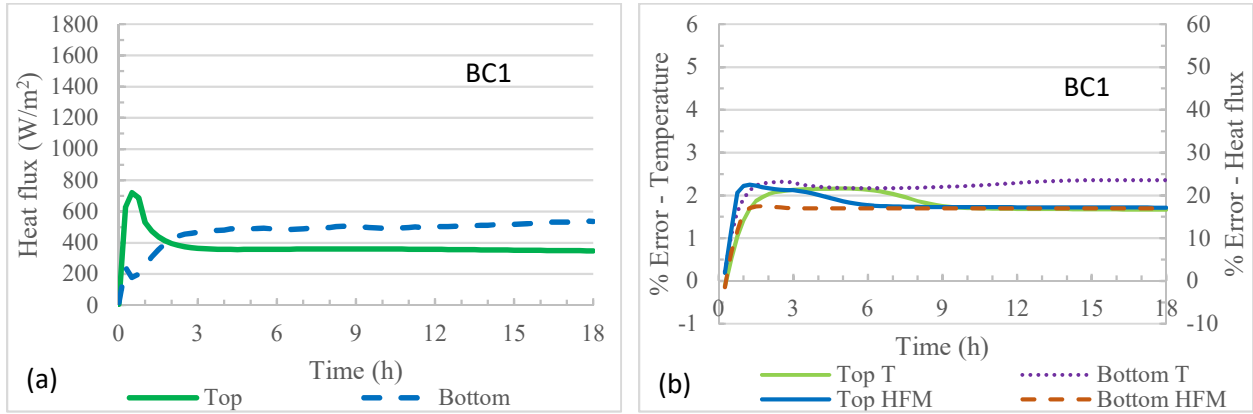 1800
1600
1400
1200
1000
800
600
400
200
0
Heat flux (W/m²)
BC1
0 3 6 9 12 15 18
Time (h)
(a)
Top Bottom
6
5
4
3
2
1
0
-1
% Error - Temperature
BC1
60
50
40
30
20
10
0
-10
% Error - Heat flux
0 3 6 9 12 15 18
Time (h)
(b)
Top T Bottom T
Top HFM Bottom HFM